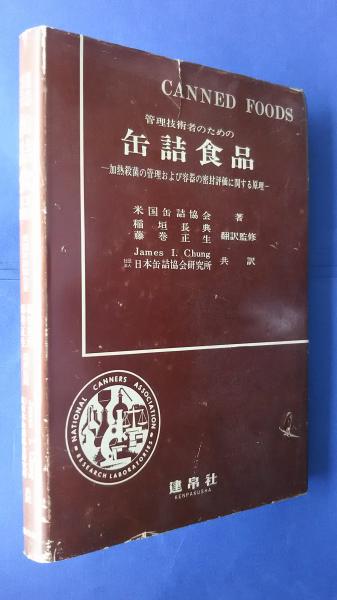 CANNED FOODS
管理技術者のための
缶詰食品
―加熱殺菌の管理および容器の密封評価に関する原理―
米国缶詰協会 著
稲垣長典
藤巻正生 翻訳監修
James I. Chung
社団法人 日本缶詰協会研究所 共訳
NATIONAL CANNERS ASSOCIATION
RESEARCH LABORATORIES
建帛社
KENPAKUSHA